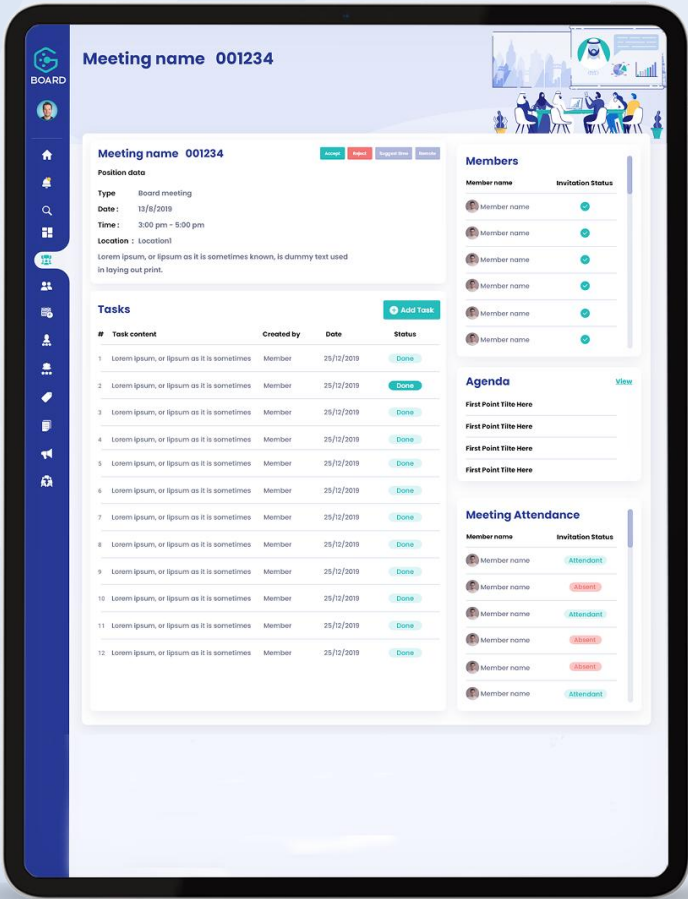 BOARD
Meeting name 001234
Meeting name 001234
Accept Reject Suggest time Remote
Position data
Type Board meeting
Date : 13/8/2019
Time : 3:00 pm - 5:00 pm
Location : Location1
Lorem ipsum, or lipsum as it is sometimes known, is dummy text used
in laying out print.
Tasks
Add Task
# Task content Created by Date Status
1 Lorem ipsum, or lipsum as it is sometimes Member 25/12/2019 Done
2 Lorem ipsum, or lipsum as it is sometimes Member 25/12/2019 Done
3 Lorem ipsum, or lipsum as it is sometimes Member 25/12/2019 Done
4 Lorem ipsum, or lipsum as it is sometimes Member 25/12/2019 Done
5 Lorem ipsum, or lipsum as it is sometimes Member 25/12/2019 Done
6 Lorem ipsum, or lipsum as it is sometimes Member 25/12/2019 Done
7 Lorem ipsum, or lipsum as it is sometimes Member 25/12/2019 Done
8 Lorem ipsum, or lipsum as it is sometimes Member 25/12/2019 Done
9 Lorem ipsum, or lipsum as it is sometimes Member 25/12/2019 Done
10 Lorem ipsum, or lipsum as it is sometimes Member 25/12/2019 Done
11 Lorem ipsum, or lipsum as it is sometimes Member 25/12/2019 Done
12 Lorem ipsum, or lipsum as it is sometimes Member 25/12/2019 Done
Members
Member name Invitation Status
Member name
Member name
Member name
Member name
Member name
Member name
Agenda View
First Point Tilte Here
First Point Tilte Here
First Point Tilte Here
First Point Tilte Here
Meeting Attendance
Member name Invitation Status
Member name Attendant
Member name Absent
Member name Attendant
Member name Absent
Member name Absent
Member name Attendant